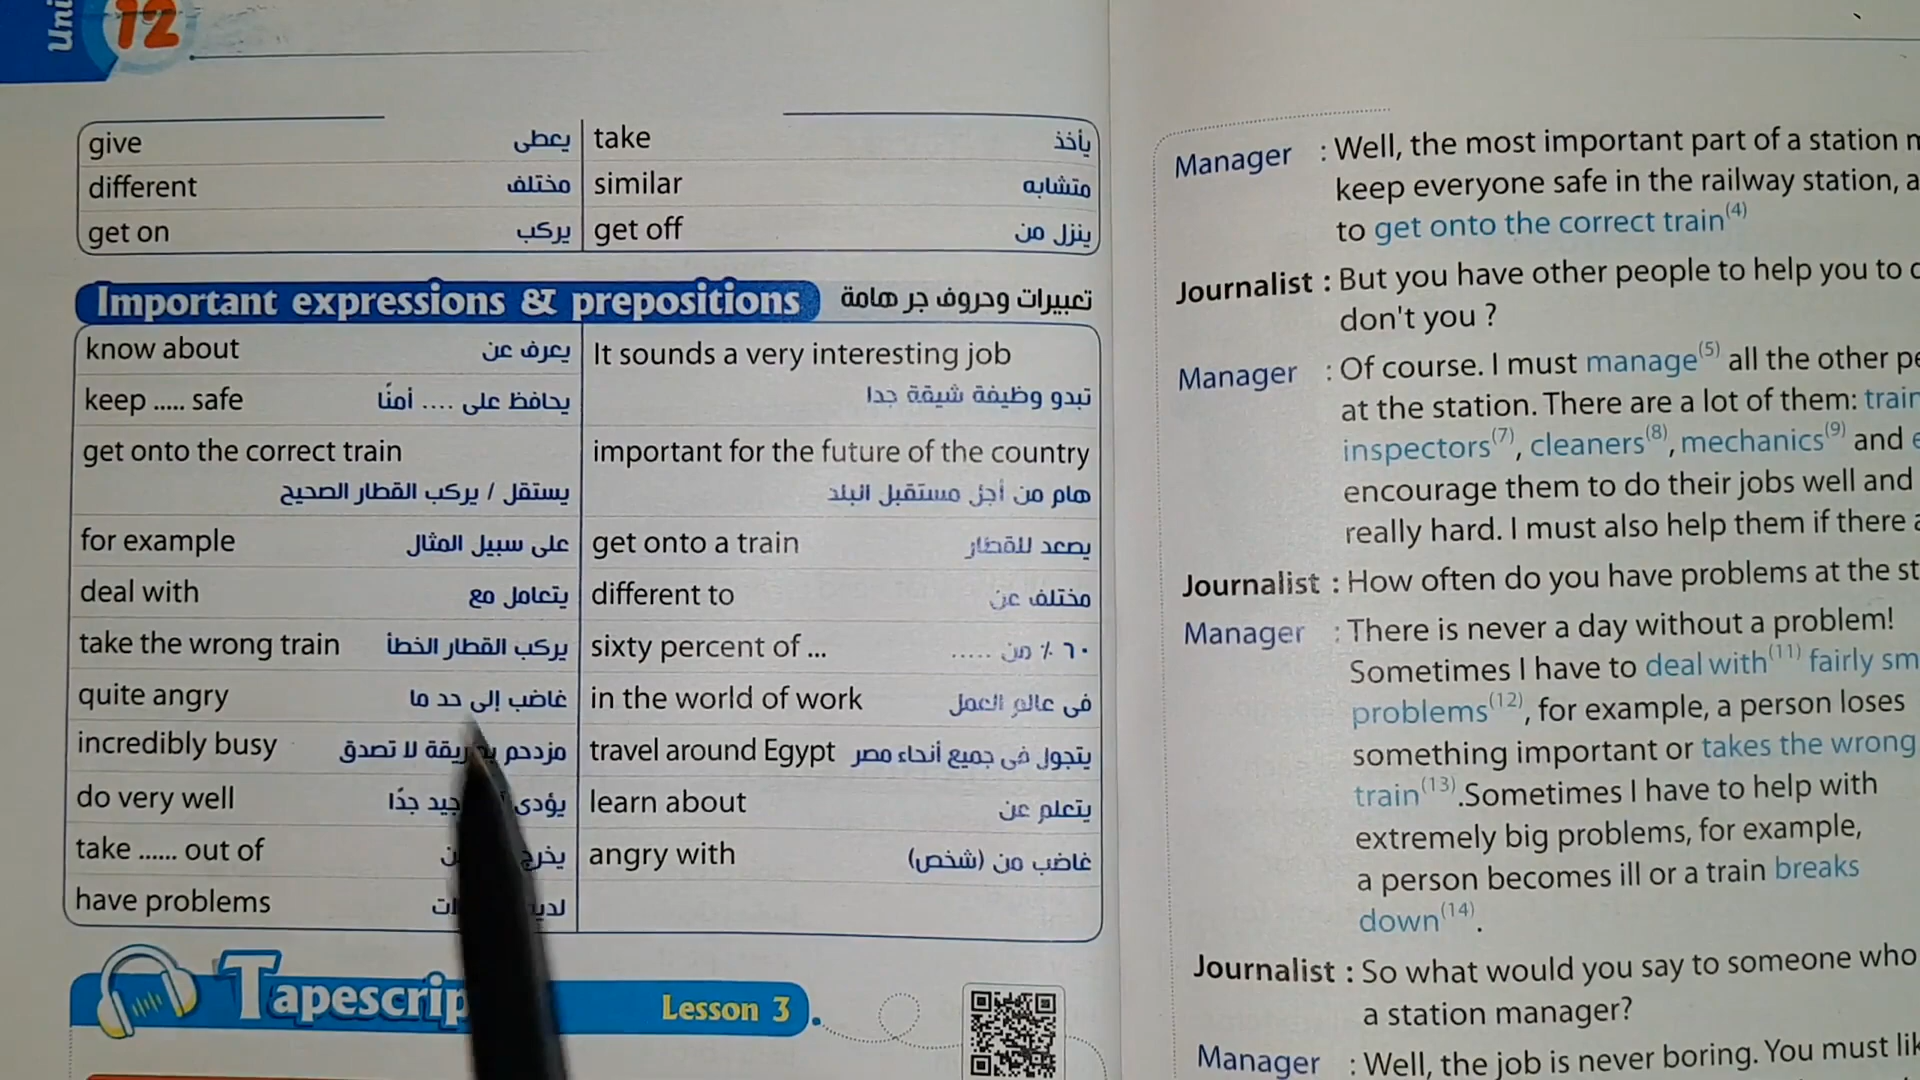 Uni
12
give يعطى take يأخذ
different مختلف similar متشابه
get on يركب get off ينزل من
Important expressions & prepositions تعبيرات وحروف جر هامة
know about يعرف عن
It sounds a very interesting job
keep ..... safe يحافظ على .... آمنًا
تبدو وظيفة شيقة جدا
get onto the correct train
important for the future of the country
يستقل / يركب القطار الصحيح
هام من أجل مستقبل البلد
for example على سبيل المثال
get onto a train يصعد للقطار
deal with يتعامل مع
different to مختلف عن
take the wrong train يركب القطار الخطأ
sixty percent of ... ٦٠ ٪ من .....
quite angry غاضب إلى حد ما
in the world of work فى عالم العمل
incredibly busy مزدحم لا تصدق
travel around Egypt يتجول فى جميع أنحاء مصر
do very well يؤدى جيد جدًا
learn about يتعلم عن
take ...... out of يخرج
angry with غاضب من (شخص)
have problems
Tapescrip
Lesson 3
Manager : Well, the most important part of a station
keep everyone safe in the railway station,
to get onto the correct train(4)
Journalist : But you have other people to help you to
don't you ?
Manager : Of course. I must manage(5) all the other
at the station. There are a lot of them: train
inspectors(7), cleaners(8), mechanics(9) and
encourage them to do their jobs well and
really hard. I must also help them if there
Journalist : How often do you have problems at the
Manager : There is never a day without a problem!
Sometimes I have to deal with(11) fairly
problems(12), for example, a person loses
something important or takes the wrong
train(13).Sometimes I have to help with
extremely big problems, for example,
a person becomes ill or a train breaks
down(14).
Journalist : So what would you say to someone who
a station manager?
Manager : Well, the job is never boring. You must